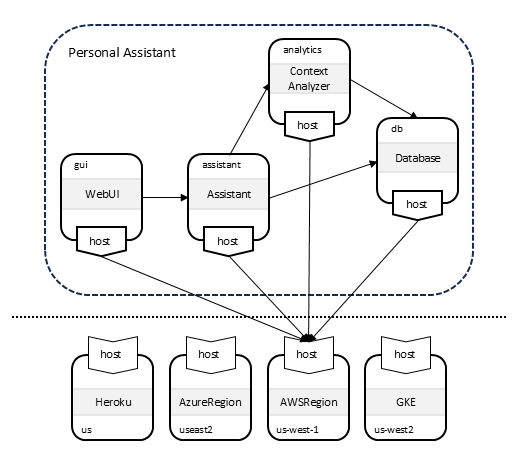 Personal Assistant
analytics
Context
Analyzer
host
db
Database
host
gui
WebUI
host
assistant
Assistant
host
host
Heroku
us
host
AzureRegion
useast2
host
AWSRegion
us-west-1
host
GKE
us-west2